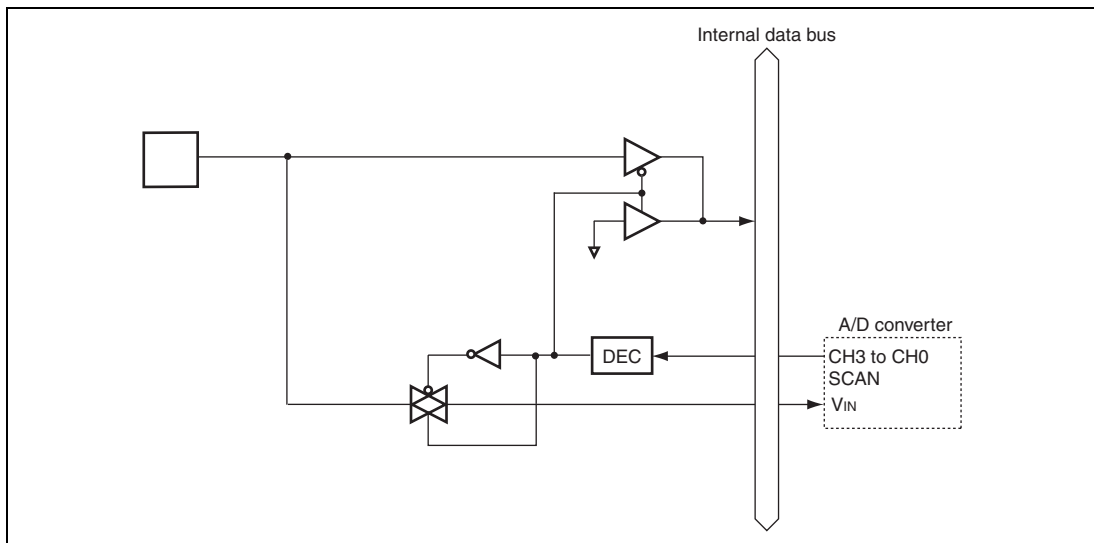 Internal data bus
DEC
A/D converter
CH3 to CH0
SCAN
VIN